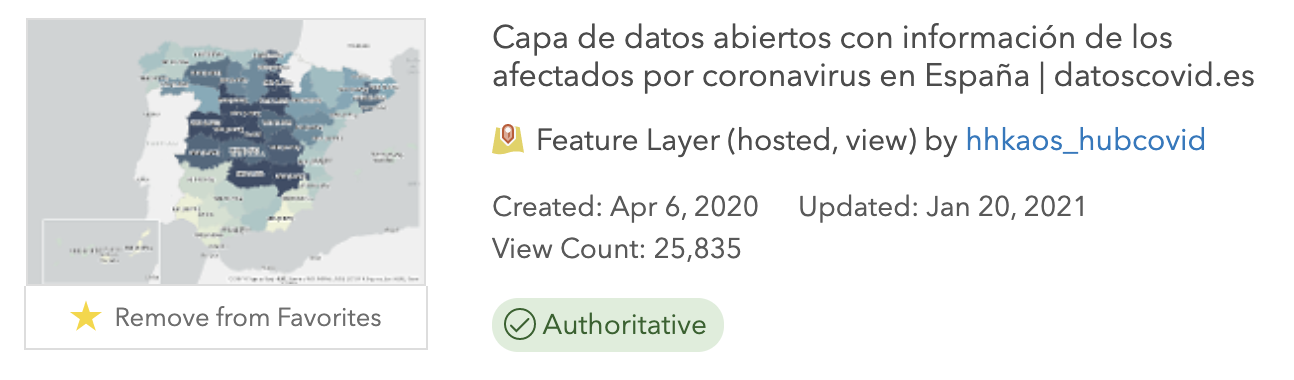 Capa de datos abiertos con información de los
afectados por coronavirus en España | datoscovid.es
Feature Layer (hosted, view) by hhkaos_hubcovid
Created: Apr 6, 2020 Updated: Jan 20, 2021
View Count: 25,835
Authoritative
Remove from Favorites